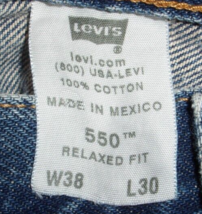 LEVI'S
levi.com
(800) USA-LEVI
100% COTTON
MADE IN MEXICO
550™
RELAXED FIT
W38 L30